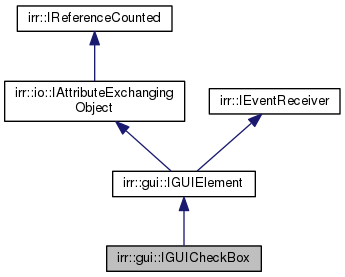 irr::IReferenceCounted
irr::io::IAttributeExchanging
Object
irr::IEventReceiver
irr::gui::IGUIElement
irr::gui::IGUICheckBox